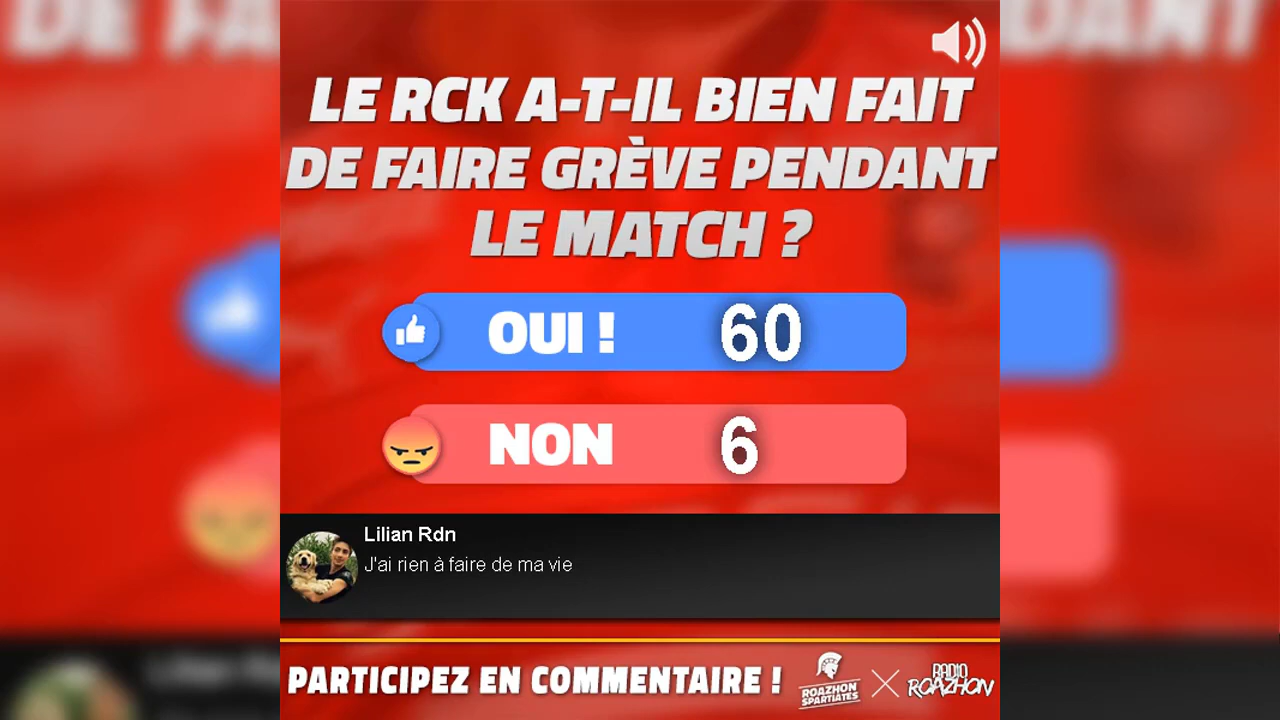 LE RCK A-T-IL BIEN FAIT
DE FAIRE GRÈVE PENDANT
LE MATCH ?
OUI ! 60
NON 6
Lilian Rdn
J'ai rien à faire de ma vie
PARTICIPEZ EN COMMENTAIRE !
ROAZHON
SPARTIATES
RADIO
ROAZHON